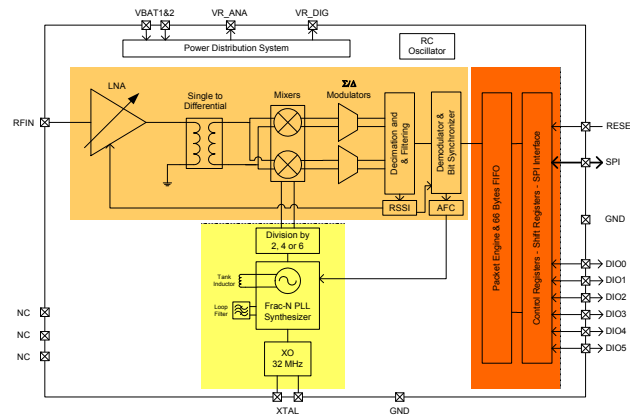 VBAT1&2
VR_ANA
VR_DIG
Power Distribution System
RC
Oscillator
LNA
Single to
Differential
Mixers
Σ/Δ
Modulators
Decimation and
& Filtering
Demodulator &
Bit Synchronizer
RSSI
AFC
RFIN
Packet Engine & 66 Bytes FIFO
Control Registers - Shift Registers - SPI Interface
RESE
SPI
GND
DIO0
DIO1
DIO2
DIO3
DIO4
DIO5
Division by
2, 4 or 6
Tank
Inductor
Loop
Filter
Frac-N PLL
Synthesizer
XO
32 MHz
NC
NC
NC
XTAL
GND